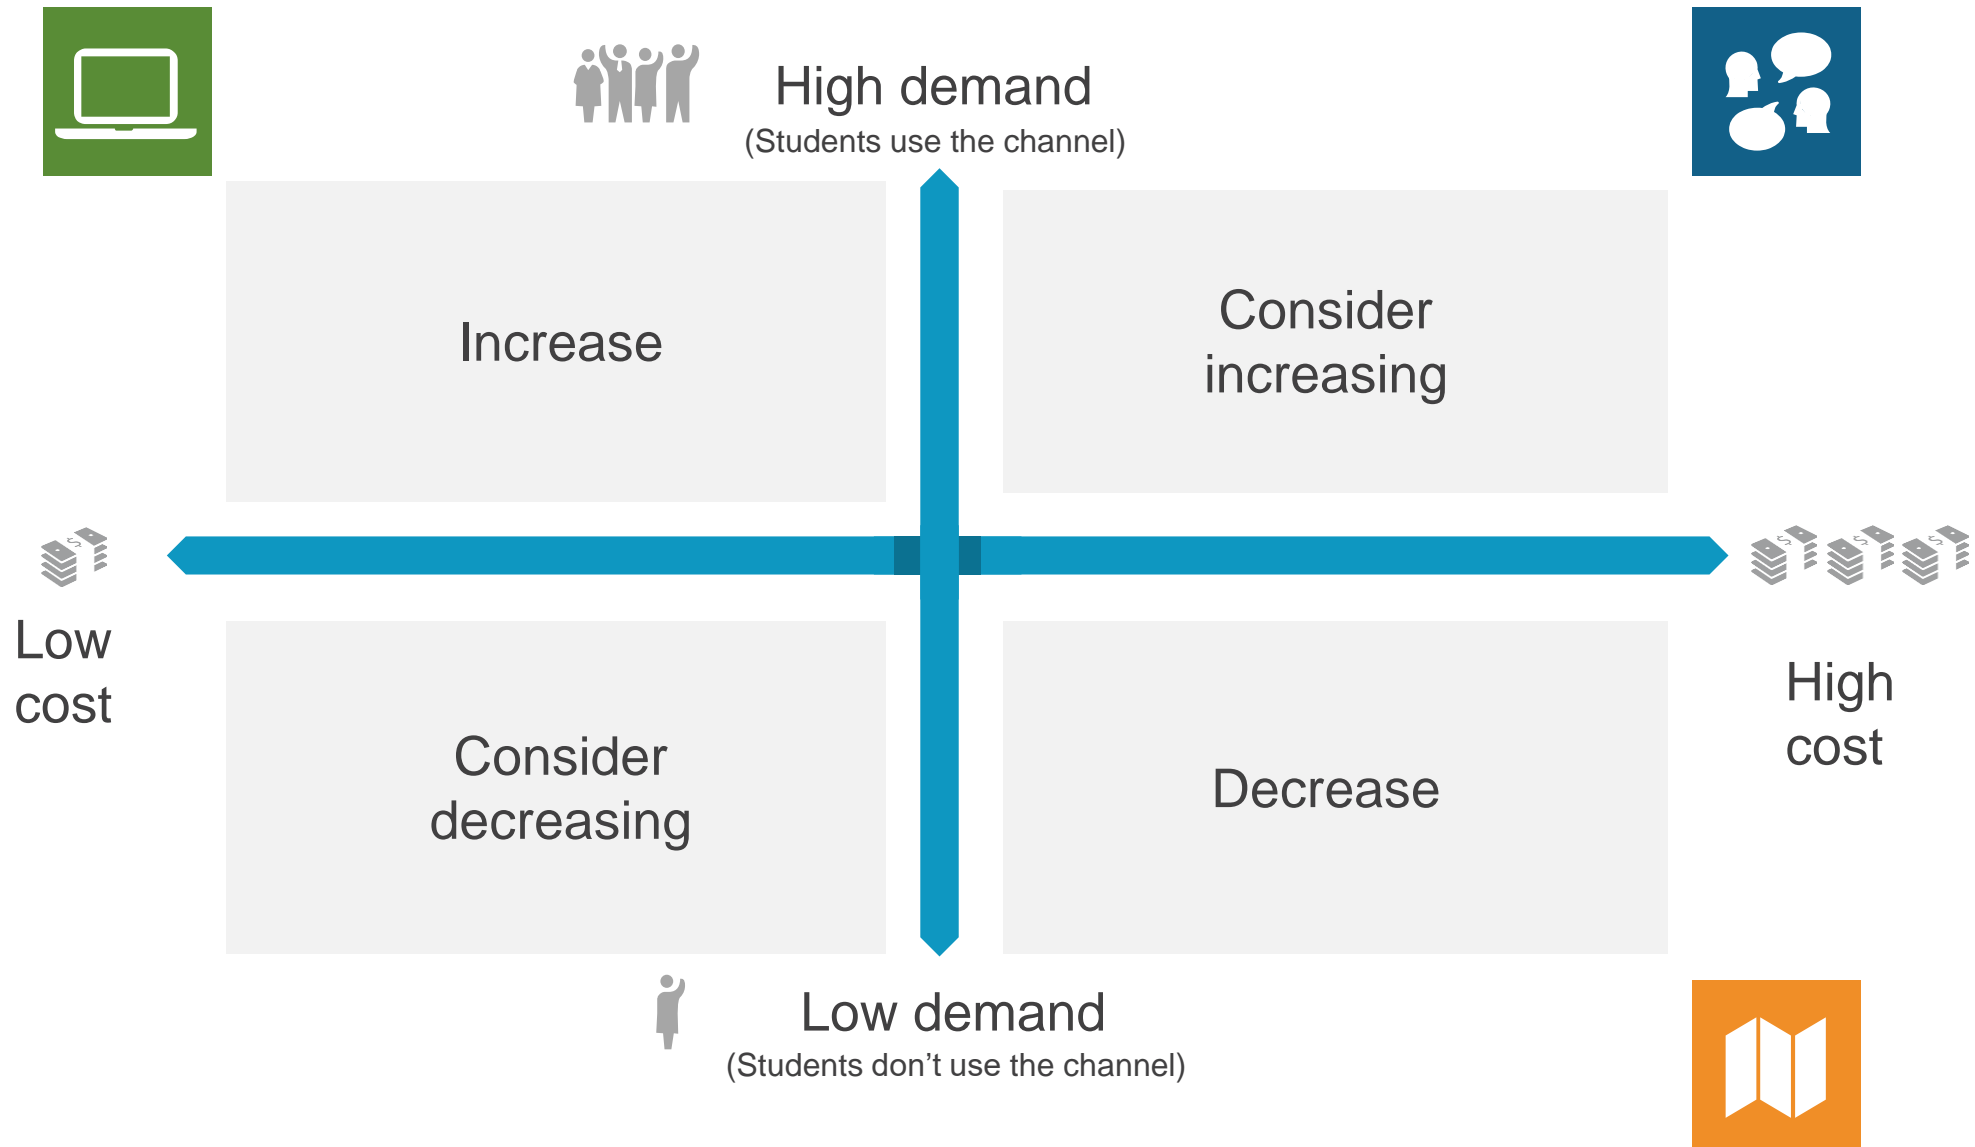 High demand
(Students use the channel)
Increase
Consider
increasing
Low
cost
High
cost
Consider
decreasing
Decrease
Low demand
(Students don’t use the channel)